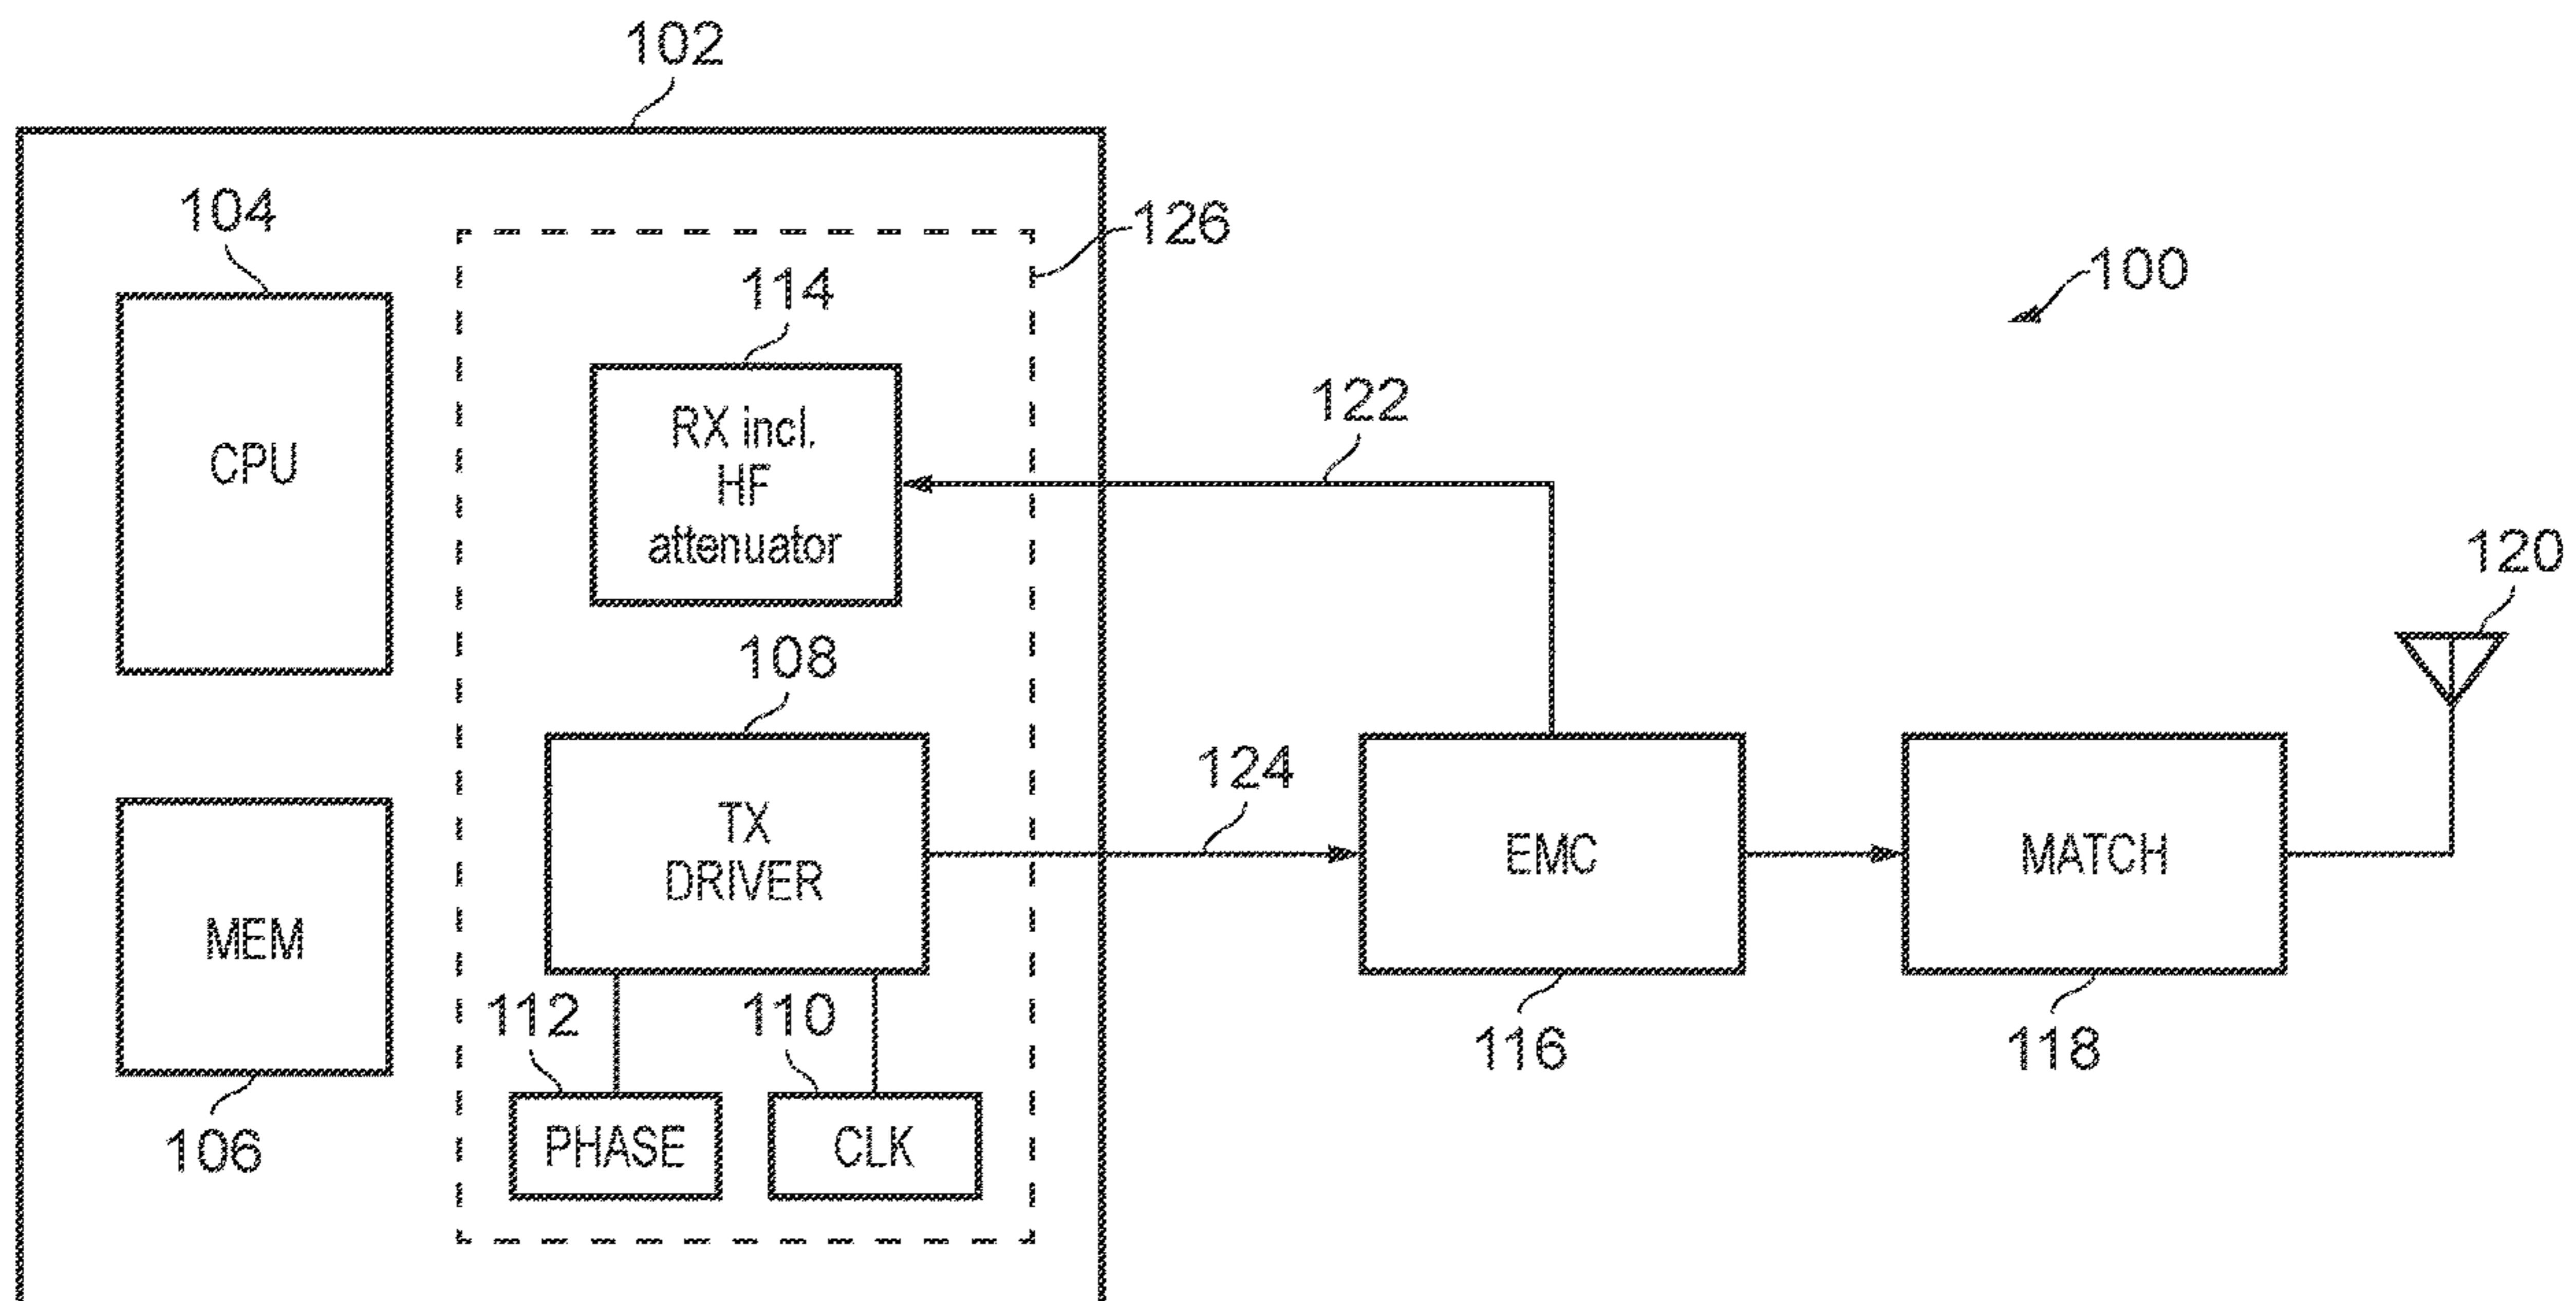 102
104
126
114
100
CPU
RX incl.
HF
attenuator
122
120
108
124
TX
DRIVER
EMC
MATCH
MEM
112
110
116
118
PHASE
CLK
106